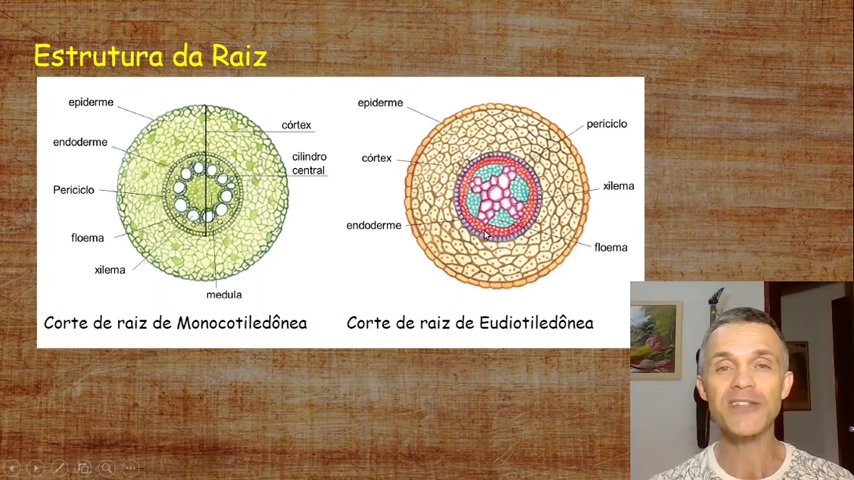 Estrutura da Raiz
epiderme
endoderme
Periciclo
floema
xilema
medula
córtex
cilindro
central
Corte de raiz de Monocotiledônea
epiderme
córtex
endoderme
periciclo
xilema
floema
Corte de raiz de Eudiotiledônea